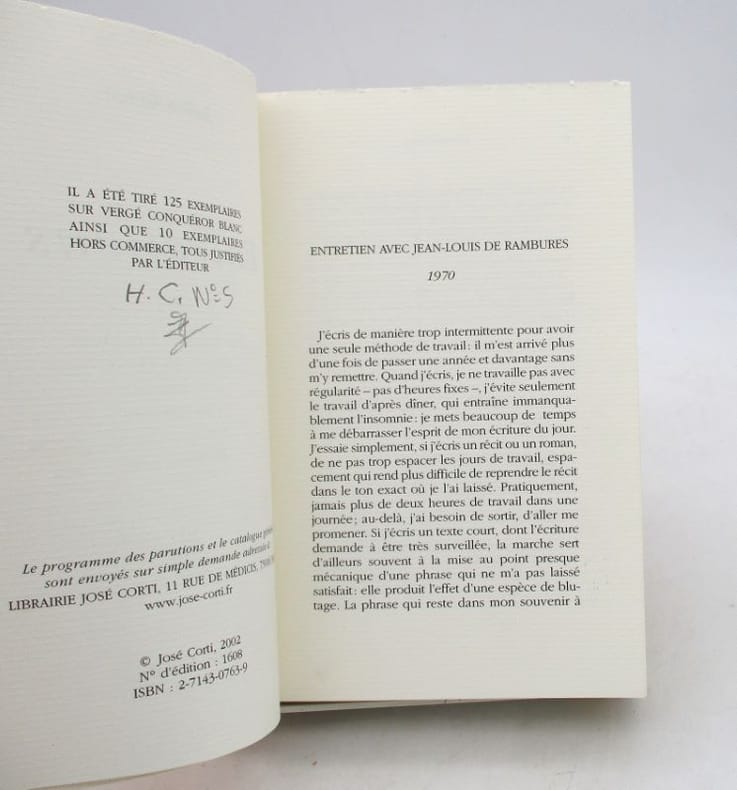 IL A ÉTÉ TIRÉ 125 EXEMPLAIRES
SUR VERGÉ CONQUÉROR BLANC
AINSI QUE 10 EXEMPLAIRES
HORS COMMERCE, TOUS JUSTIFIÉS
PAR L'ÉDITEUR
H. C. No 5
Le programme des parutions et le catalogue
sont envoyés sur simple demande
LIBRAIRIE JOSÉ CORTI, 11 RUE DE MÉDICIS,
www.jose-corti.fr
© José Corti, 2002
No d'édition : 1608
ISBN : 2-7143-0763-9
ENTRETIEN AVEC JEAN-LOUIS DE RAMBURES
1970
J'écris de manière trop intermittente pour avoir
une seule méthode de travail : il m'est arrivé plus
d'une fois de passer une année et davantage sans
m'y remettre. Quand j'écris, je ne travaille pas avec
régularité – pas d'heures fixes –, j'évite seulement
le travail d'après dîner, qui entraîne immanqua-
blement l'insomnie : je mets beaucoup de temps
à me débarrasser l'esprit de mon écriture du jour.
J'essaie simplement, si j'écris un récit ou un roman,
de ne pas trop espacer les jours de travail, espa-
cement qui rend plus difficile de reprendre le récit
dans le ton exact où je l'ai laissé. Pratiquement,
jamais plus de deux heures de travail dans une
journée ; au-delà, j'ai besoin de sortir, d'aller me
promener. Si j'écris un texte court, dont l'écriture
demande à être très surveillée, la marche sert
d'ailleurs souvent à la mise au point presque
mécanique d'une phrase qui ne m'a pas laissé
satisfait : elle produit l'effet d'une espèce de blu-
tage. La phrase qui reste dans mon souvenir à